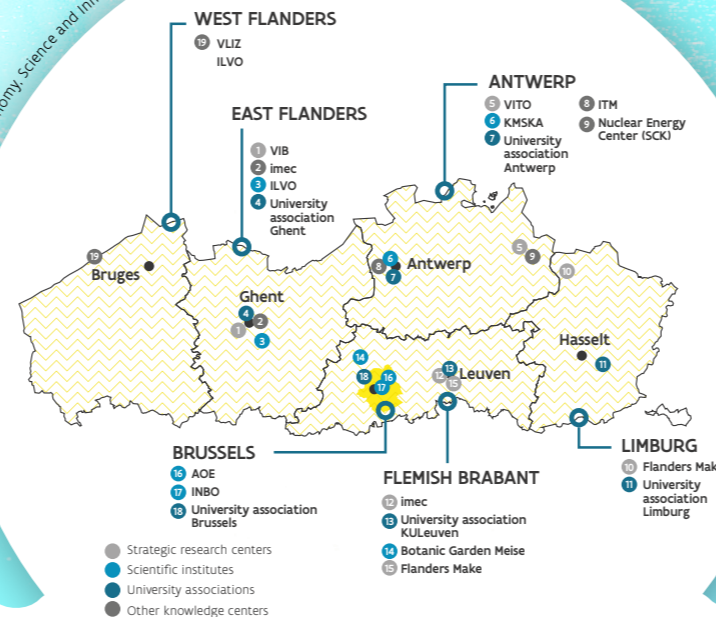 nomy, Science and Inn
WEST FLANDERS
19 VLIZ
ILVO
EAST FLANDERS
1 VIB
2 imec
3 ILVO
4 University
association
Ghent
ANTWERP
5 VITO
6 KMSKA
7 University
association
Antwerp
8 ITM
9 Nuclear Energy
Center (SCK)
19
Bruges
Ghent
4
1
2
3
6
8
7
Antwerp
5
9
10
Hasselt
11
14
18
16
17
13
12
15
Leuven
BRUSSELS
16 AOE
17 INBO
18 University association
Brussels
FLEMISH BRABANT
12 imec
13 University association
KULeuven
14 Botanic Garden Meise
15 Flanders Make
LIMBURG
10 Flanders Mak
11 University
association
Limburg
Strategic research centers
Scientific institutes
University associations
Other knowledge centers